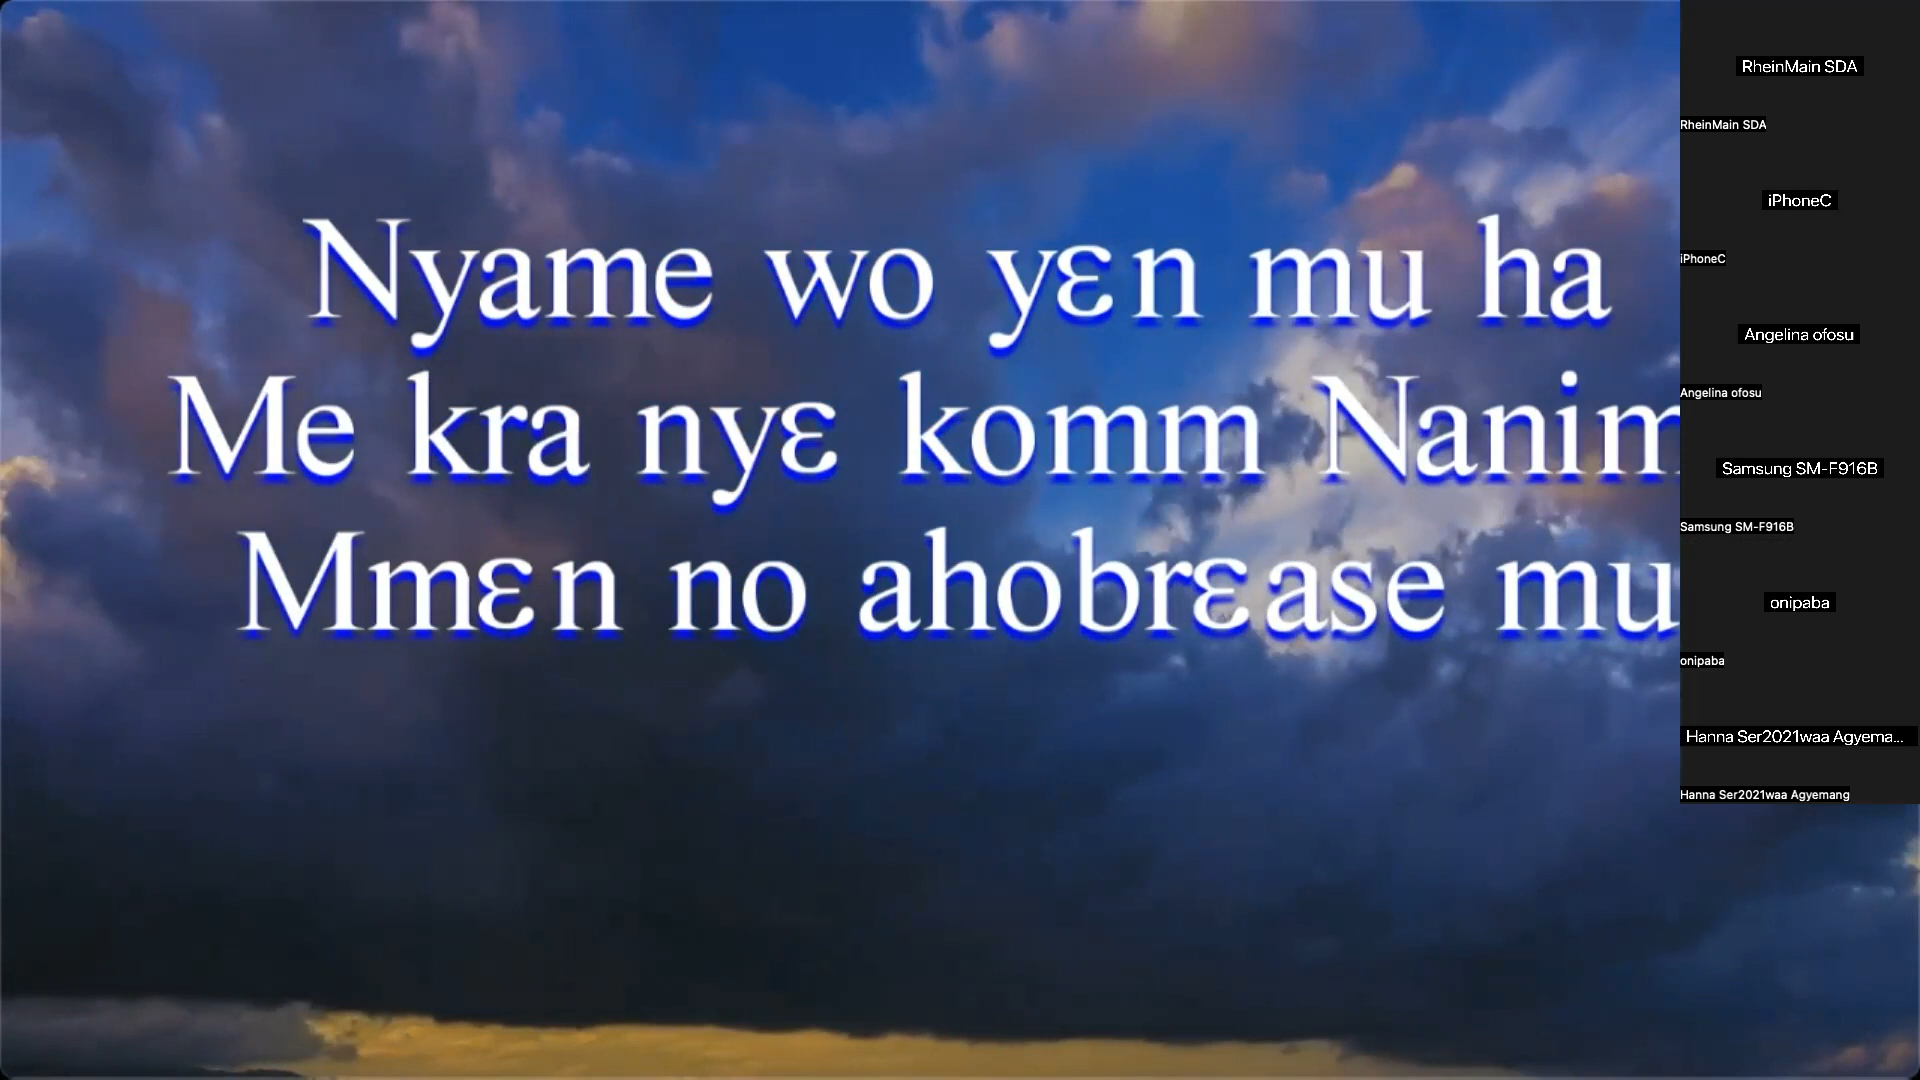 Nyame wo yɛn mu ha
Me kra nyɛ komm Nanim
Mmɛn no ahobrɛase mu
RheinMain SDA
RheinMain SDA
iPhoneC
iPhoneC
Angelina ofosu
Angelina ofosu
Samsung SM-F916B
Samsung SM-F916B
onipaba
onipaba
Hanna Ser2021waa Agyema...
Hanna Ser2021waa Agyemang